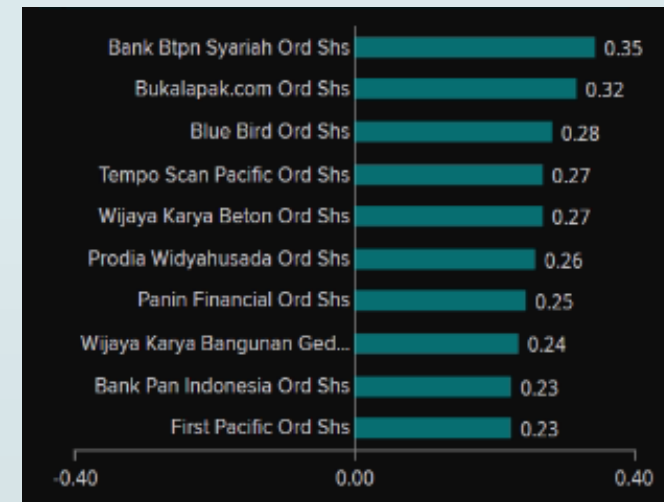 Bank Btpn Syariah Ord Shs 0.35
Bukalapak.com Ord Shs 0.32
Blue Bird Ord Shs 0.28
Tempo Scan Pacific Ord Shs 0.27
Wijaya Karya Beton Ord Shs 0.27
Prodia Widyahusada Ord Shs 0.26
Panin Financial Ord Shs 0.25
Wijaya Karya Bangunan Ged... 0.24
Bank Pan Indonesia Ord Shs 0.23
First Pacific Ord Shs 0.23
-0.40 0.00 0.40